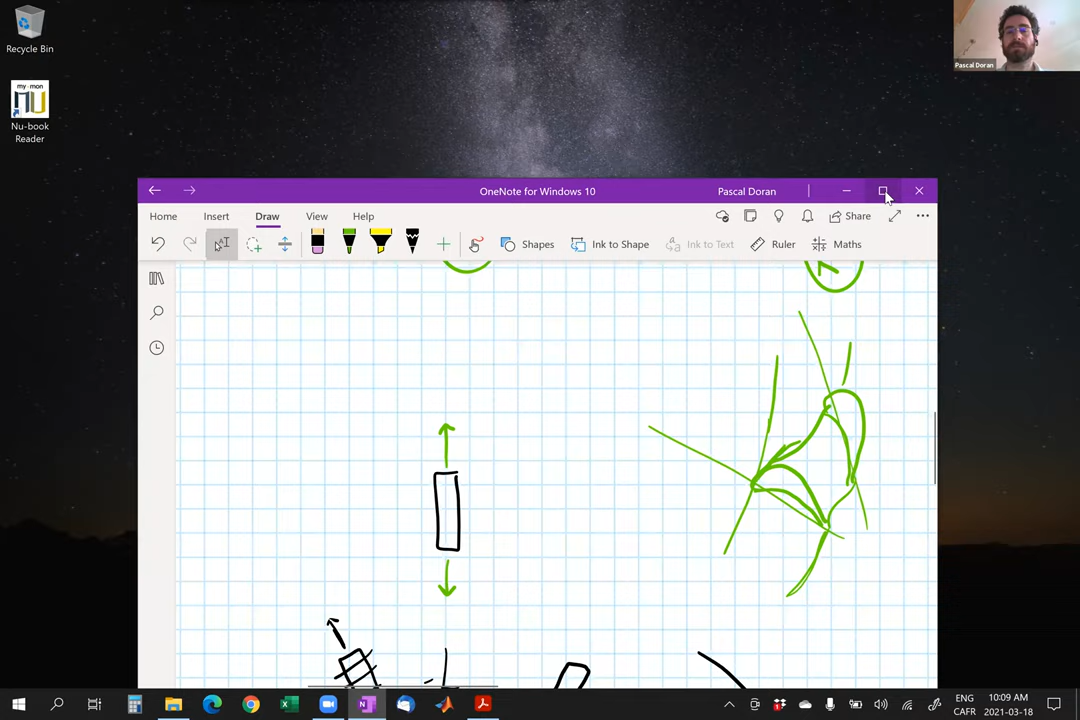 Recycle Bin
my·mon
nu
Nu-book
Reader
Pascal Doran
OneNote for Windows 10
Pascal Doran
Home
Insert
Draw
View
Help
Share
Shapes
Ink to Shape
Ink to Text
Ruler
Maths
ENG
CAFR
10:09 AM
2021-03-18